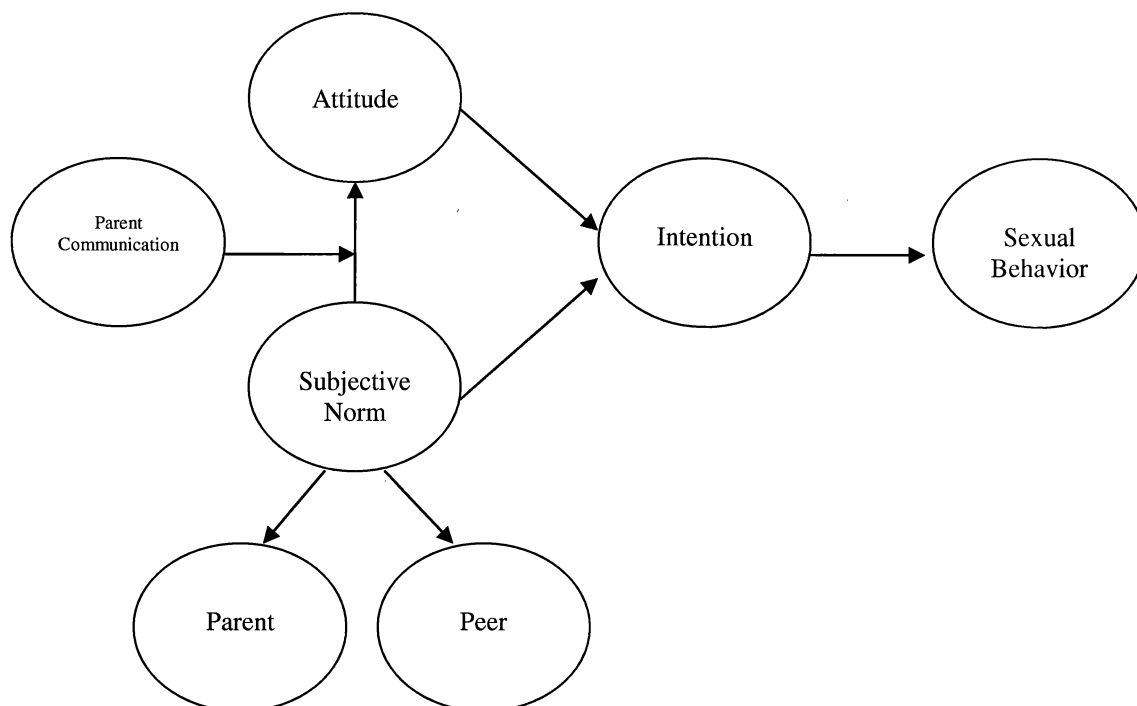 Attitude
Parent
Communication
Intention
Sexual
Behavior
Subjective
Norm
Parent
Peer